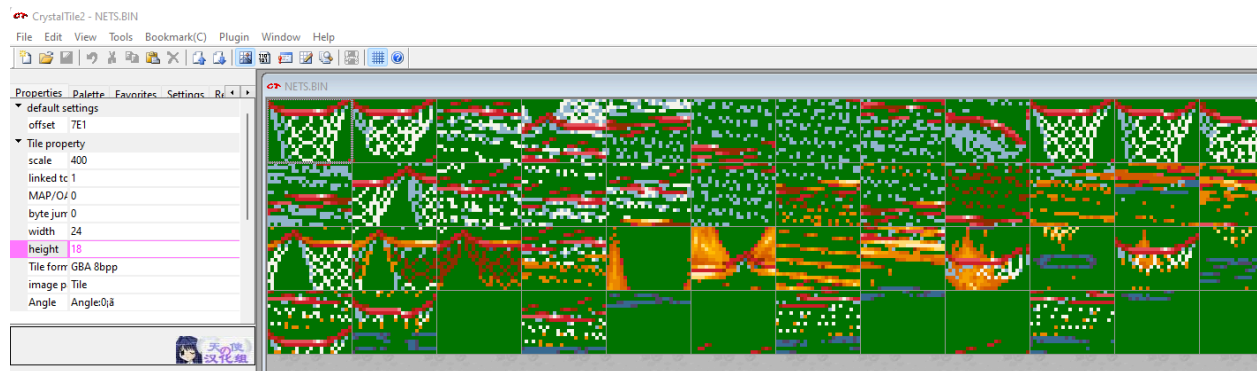 CrystalTile2 - NETS.BIN
File Edit View Tools Bookmark(C) Plugin Window Help
NETS.BIN
Properties Palette Favorites Settings
default settings
offset 7E1
Tile property
scale 400
linked tc 1
MAP/OA 0
byte jum 0
width 24
height 18
Tile form GBA 8bpp
image p Tile
Angle Angle:0¡ã
天使の
汉化组